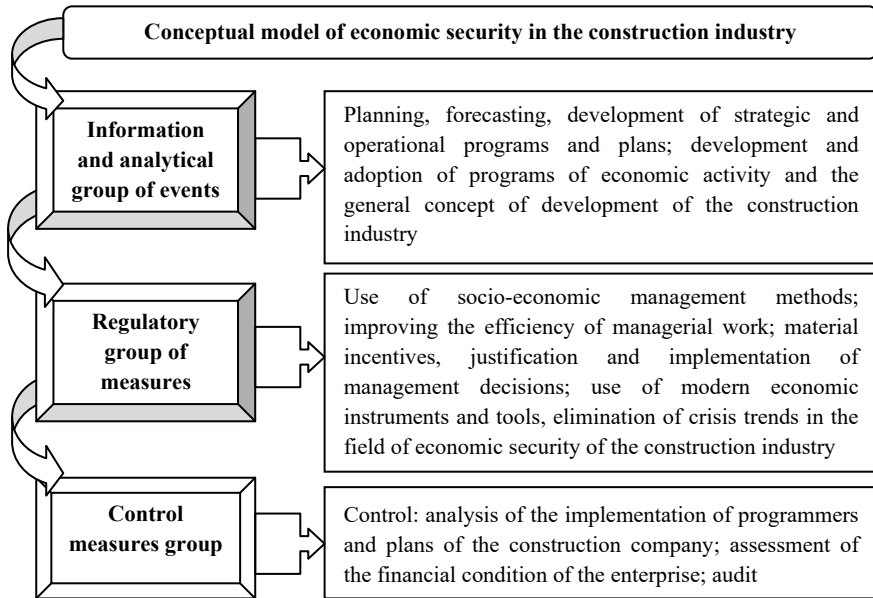 Conceptual model of economic security in the construction industry
Information
and analytical
group of events
Planning, forecasting, development of strategic and
operational programs and plans; development and
adoption of programs of economic activity and the
general concept of development of the construction
industry
Regulatory
group of
measures
Use of socio-economic management methods;
improving the efficiency of managerial work; material
incentives, justification and implementation of
management decisions; use of modern economic
instruments and tools, elimination of crisis trends in the
field of economic security of the construction industry
Control
measures group
Control: analysis of the implementation of programmers
and plans of the construction company; assessment of
the financial condition of the enterprise; audit